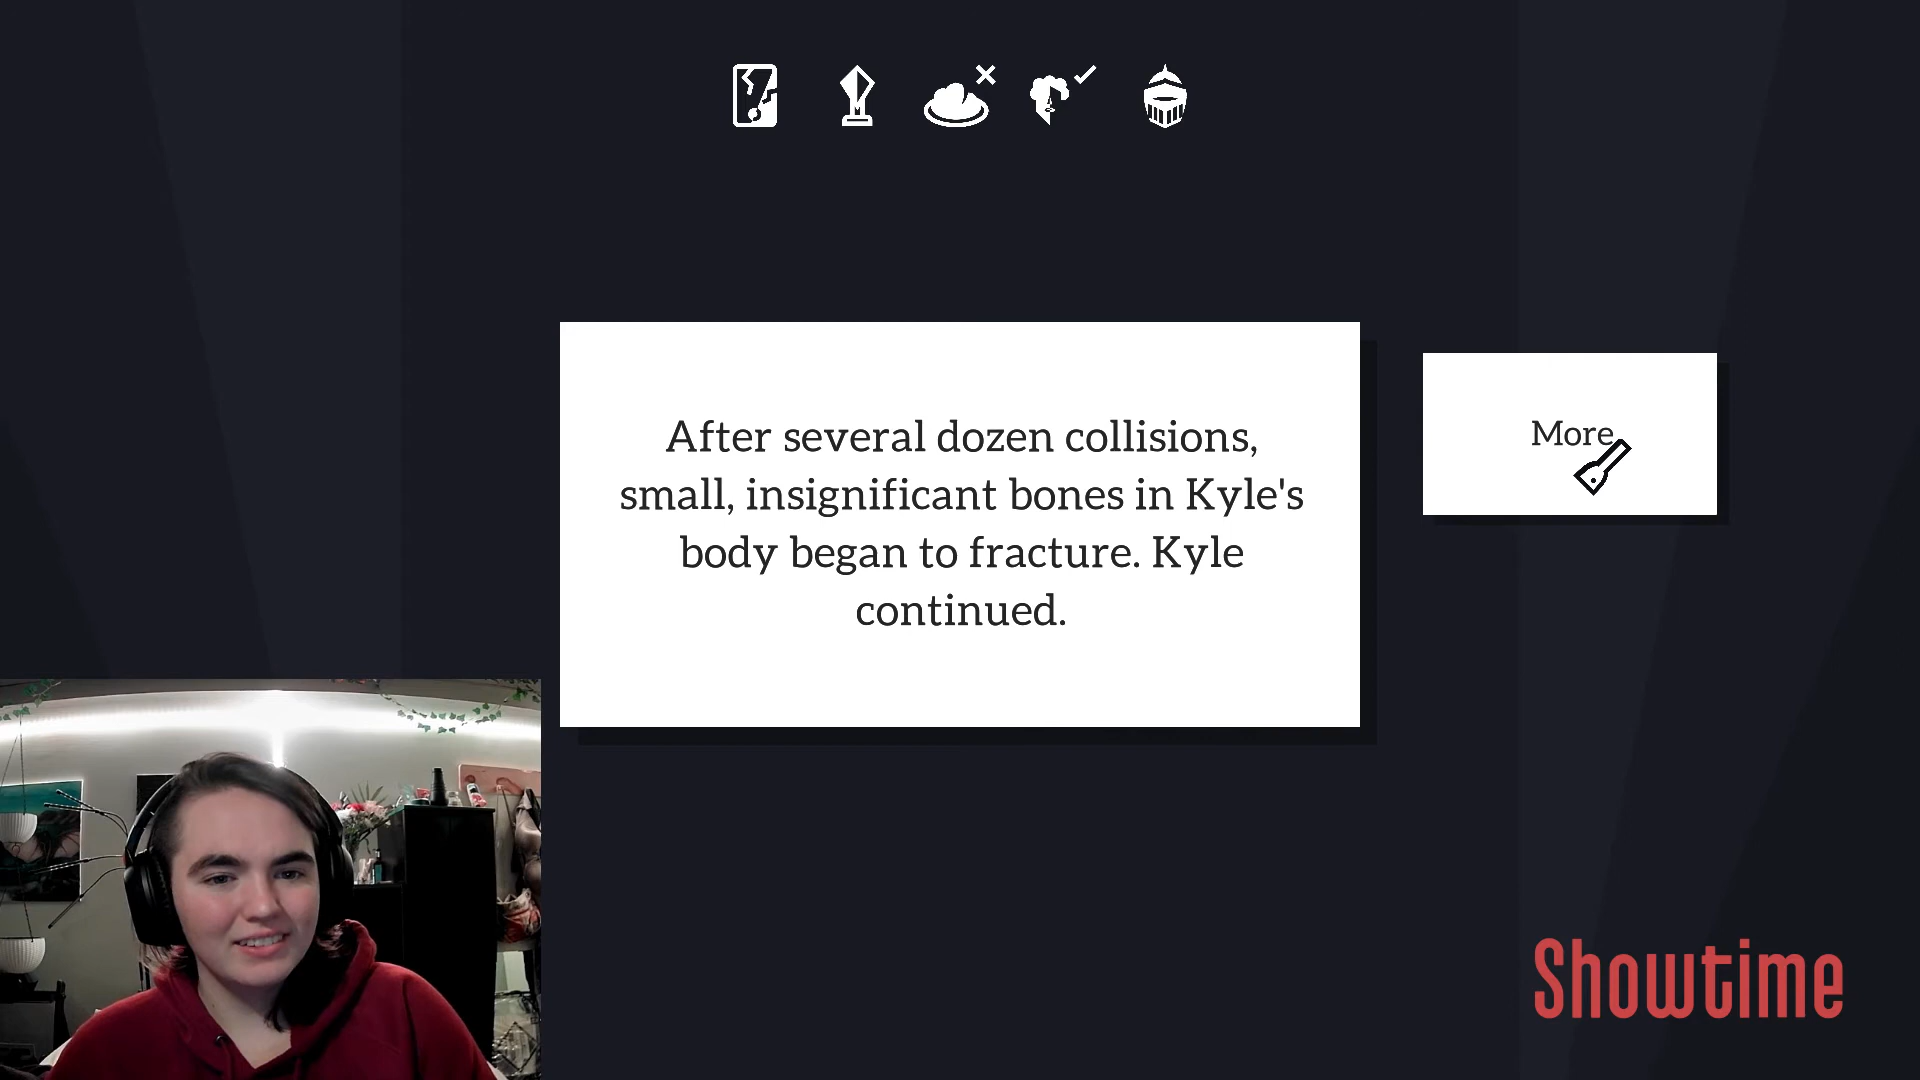 After several dozen collisions,
small, insignificant bones in Kyle's
body began to fracture. Kyle
continued.
More
Showtime